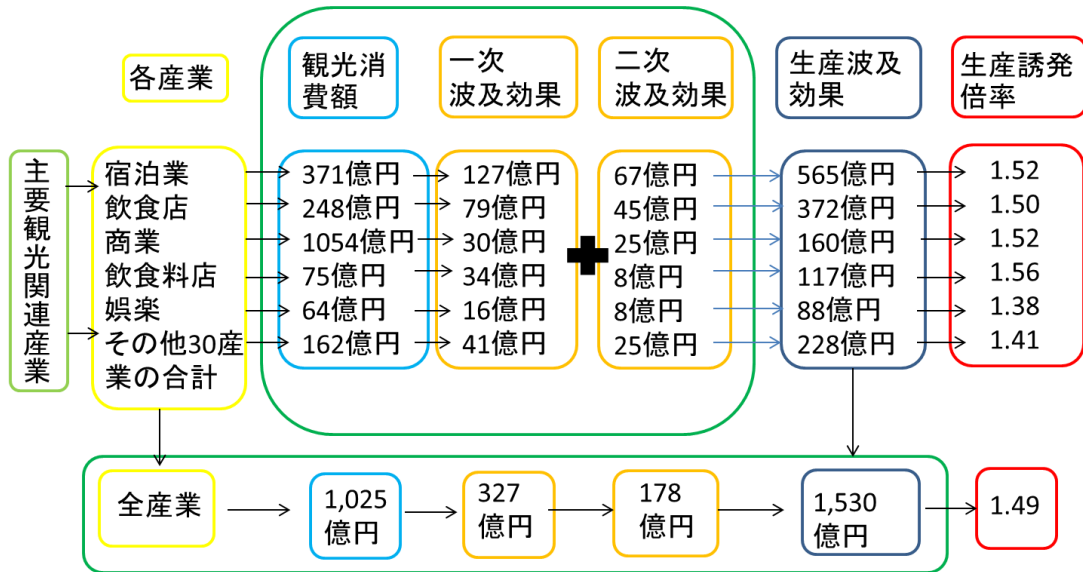 各産業
観光消
費額
一次
波及効果
二次
波及効果
生産波及
効果
生産誘発
倍率
主要観光関連産業
宿泊業
飲食店
商業
飲食料店
娯楽
その他30産
業の合計
371億円
248億円
1054億円
75億円
64億円
162億円
127億円
79億円
30億円
34億円
16億円
41億円
67億円
45億円
25億円
8億円
8億円
25億円
565億円
372億円
160億円
117億円
88億円
228億円
1.52
1.50
1.52
1.56
1.38
1.41
全産業
1,025
億円
327
億円
178
億円
1,530
億円
1.49